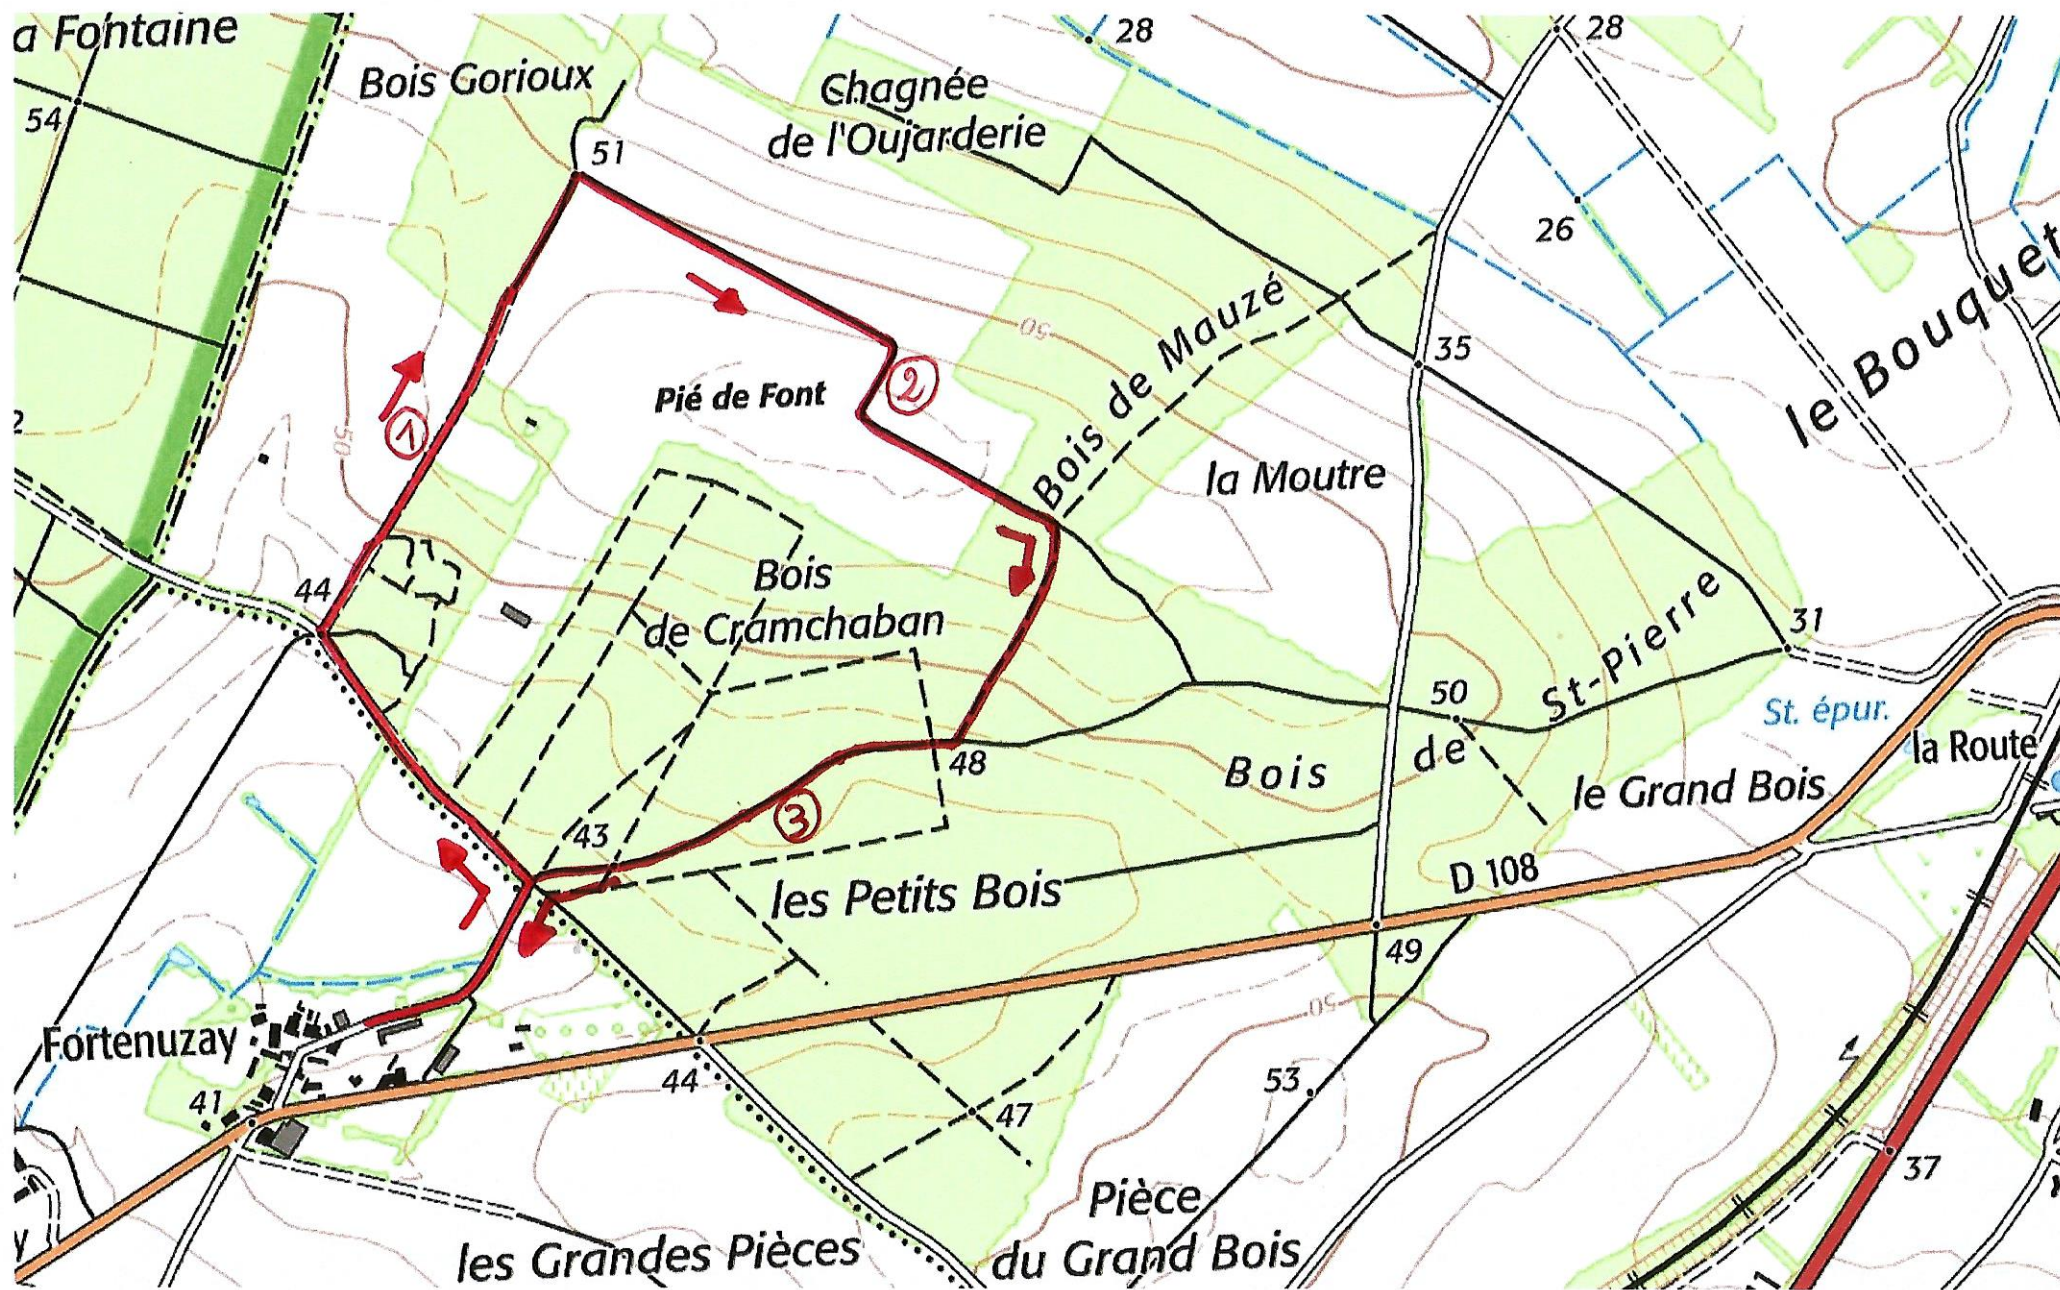 a Fontaine
28
28
Bois Gorioux
Chagnée
de l'Oujarderie
54
51
26
le Bouquet
50
Bois de Mauzé
35
Pié de Font
2
1
50
la Moutre
Bois
de Cramchaban
44
St-Pierre
31
50
St. épur.
de
la Route
48
Bois
le Grand Bois
3
43
D 108
les Petits Bois
49
50
Fortenuzay
44
53
41
47
37
Pièce
du Grand Bois
les Grandes Pièces